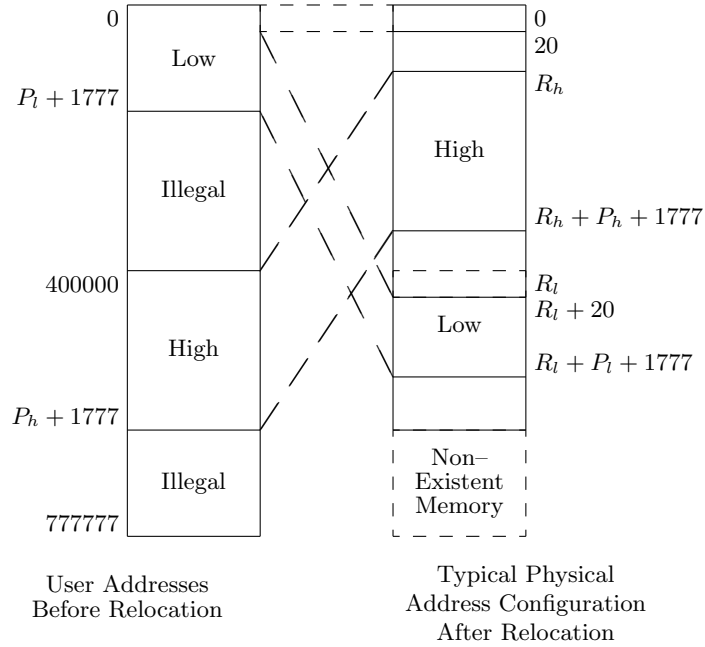 0
Low
P_l + 1777
Illegal
400000
High
P_h + 1777
Illegal
777777
User Addresses
Before Relocation
0
20
R_h
High
R_h + P_h + 1777
R_l
R_l + 20
Low
R_l + P_l + 1777
Non–
Existent
Memory
Typical Physical
Address Configuration
After Relocation